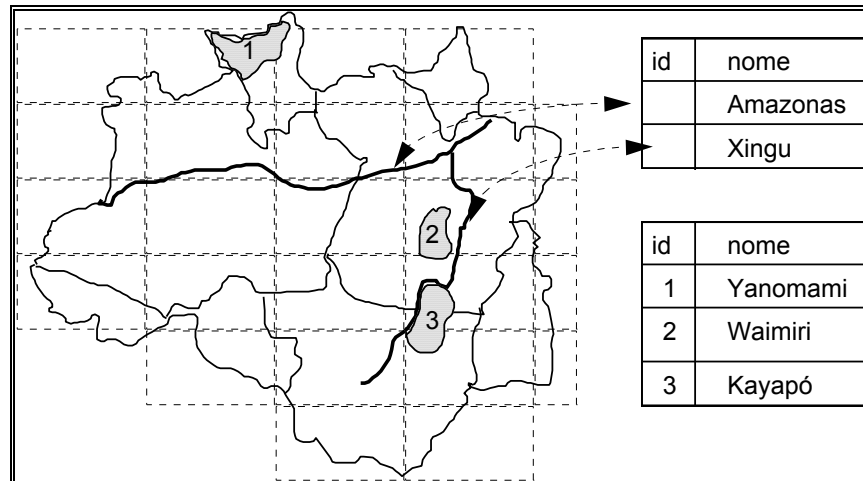 1
2
3
id nome
Amazonas
Xingu
id nome
1 Yanomami
2 Waimiri
3 Kayapó